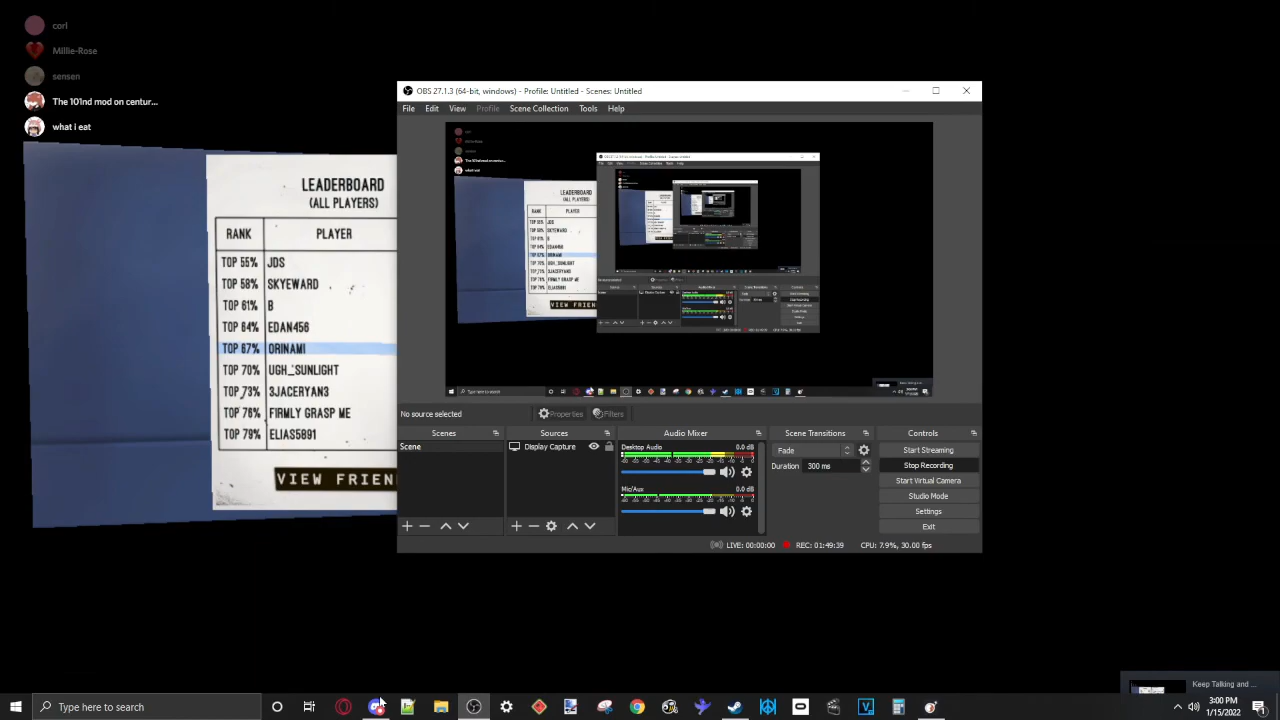 corl
Millie-Rose
sensen
The 101nd mod on centur...
what i eat
LEADERBOARD
(ALL PLAYERS)
RANK PLAYER
TOP 55% JDS
TOP 58% SKYEWARD
TOP 61% B
TOP 64% EDAN456
TOP 67% ORINAMI
TOP 70% UGH_SUNLIGHT
TOP 73% 3JACERYAN3
TOP 76% FIRMLY GRASP ME
TOP 79% ELIAS5891
VIEW FRIEN
OBS 27.1.3 (64-bit, windows) - Profile: Untitled - Scenes: Untitled
File Edit View Profile Scene Collection Tools Help
No source selected Properties Filters
Scenes Sources Audio Mixer Scene Transitions Controls
Scene
Display Capture
Desktop Audio 0.0 dB
Mic/Aux 0.0 dB
Fade
Duration 300 ms
Start Streaming
Stop Recording
Start Virtual Camera
Studio Mode
Settings
Exit
LIVE: 00:00:00 REC: 01:49:39 CPU: 7.9%, 30.00 fps
Keep Talking and ...
Type here to search
3:00 PM
1/15/2022